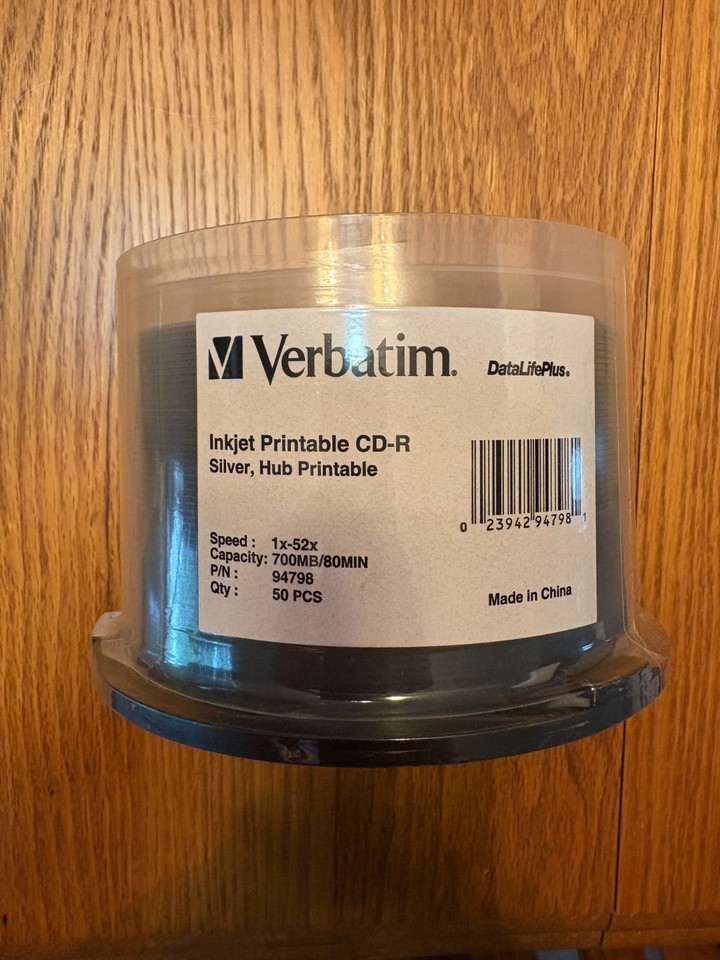 Verbatim®
DataLifePlus®
Inkjet Printable CD-R
Silver, Hub Printable
0 23942 94798 1
Speed : 1x-52x
Capacity: 700MB/80MIN
P/N : 94798
Qty : 50 PCS
Made in China